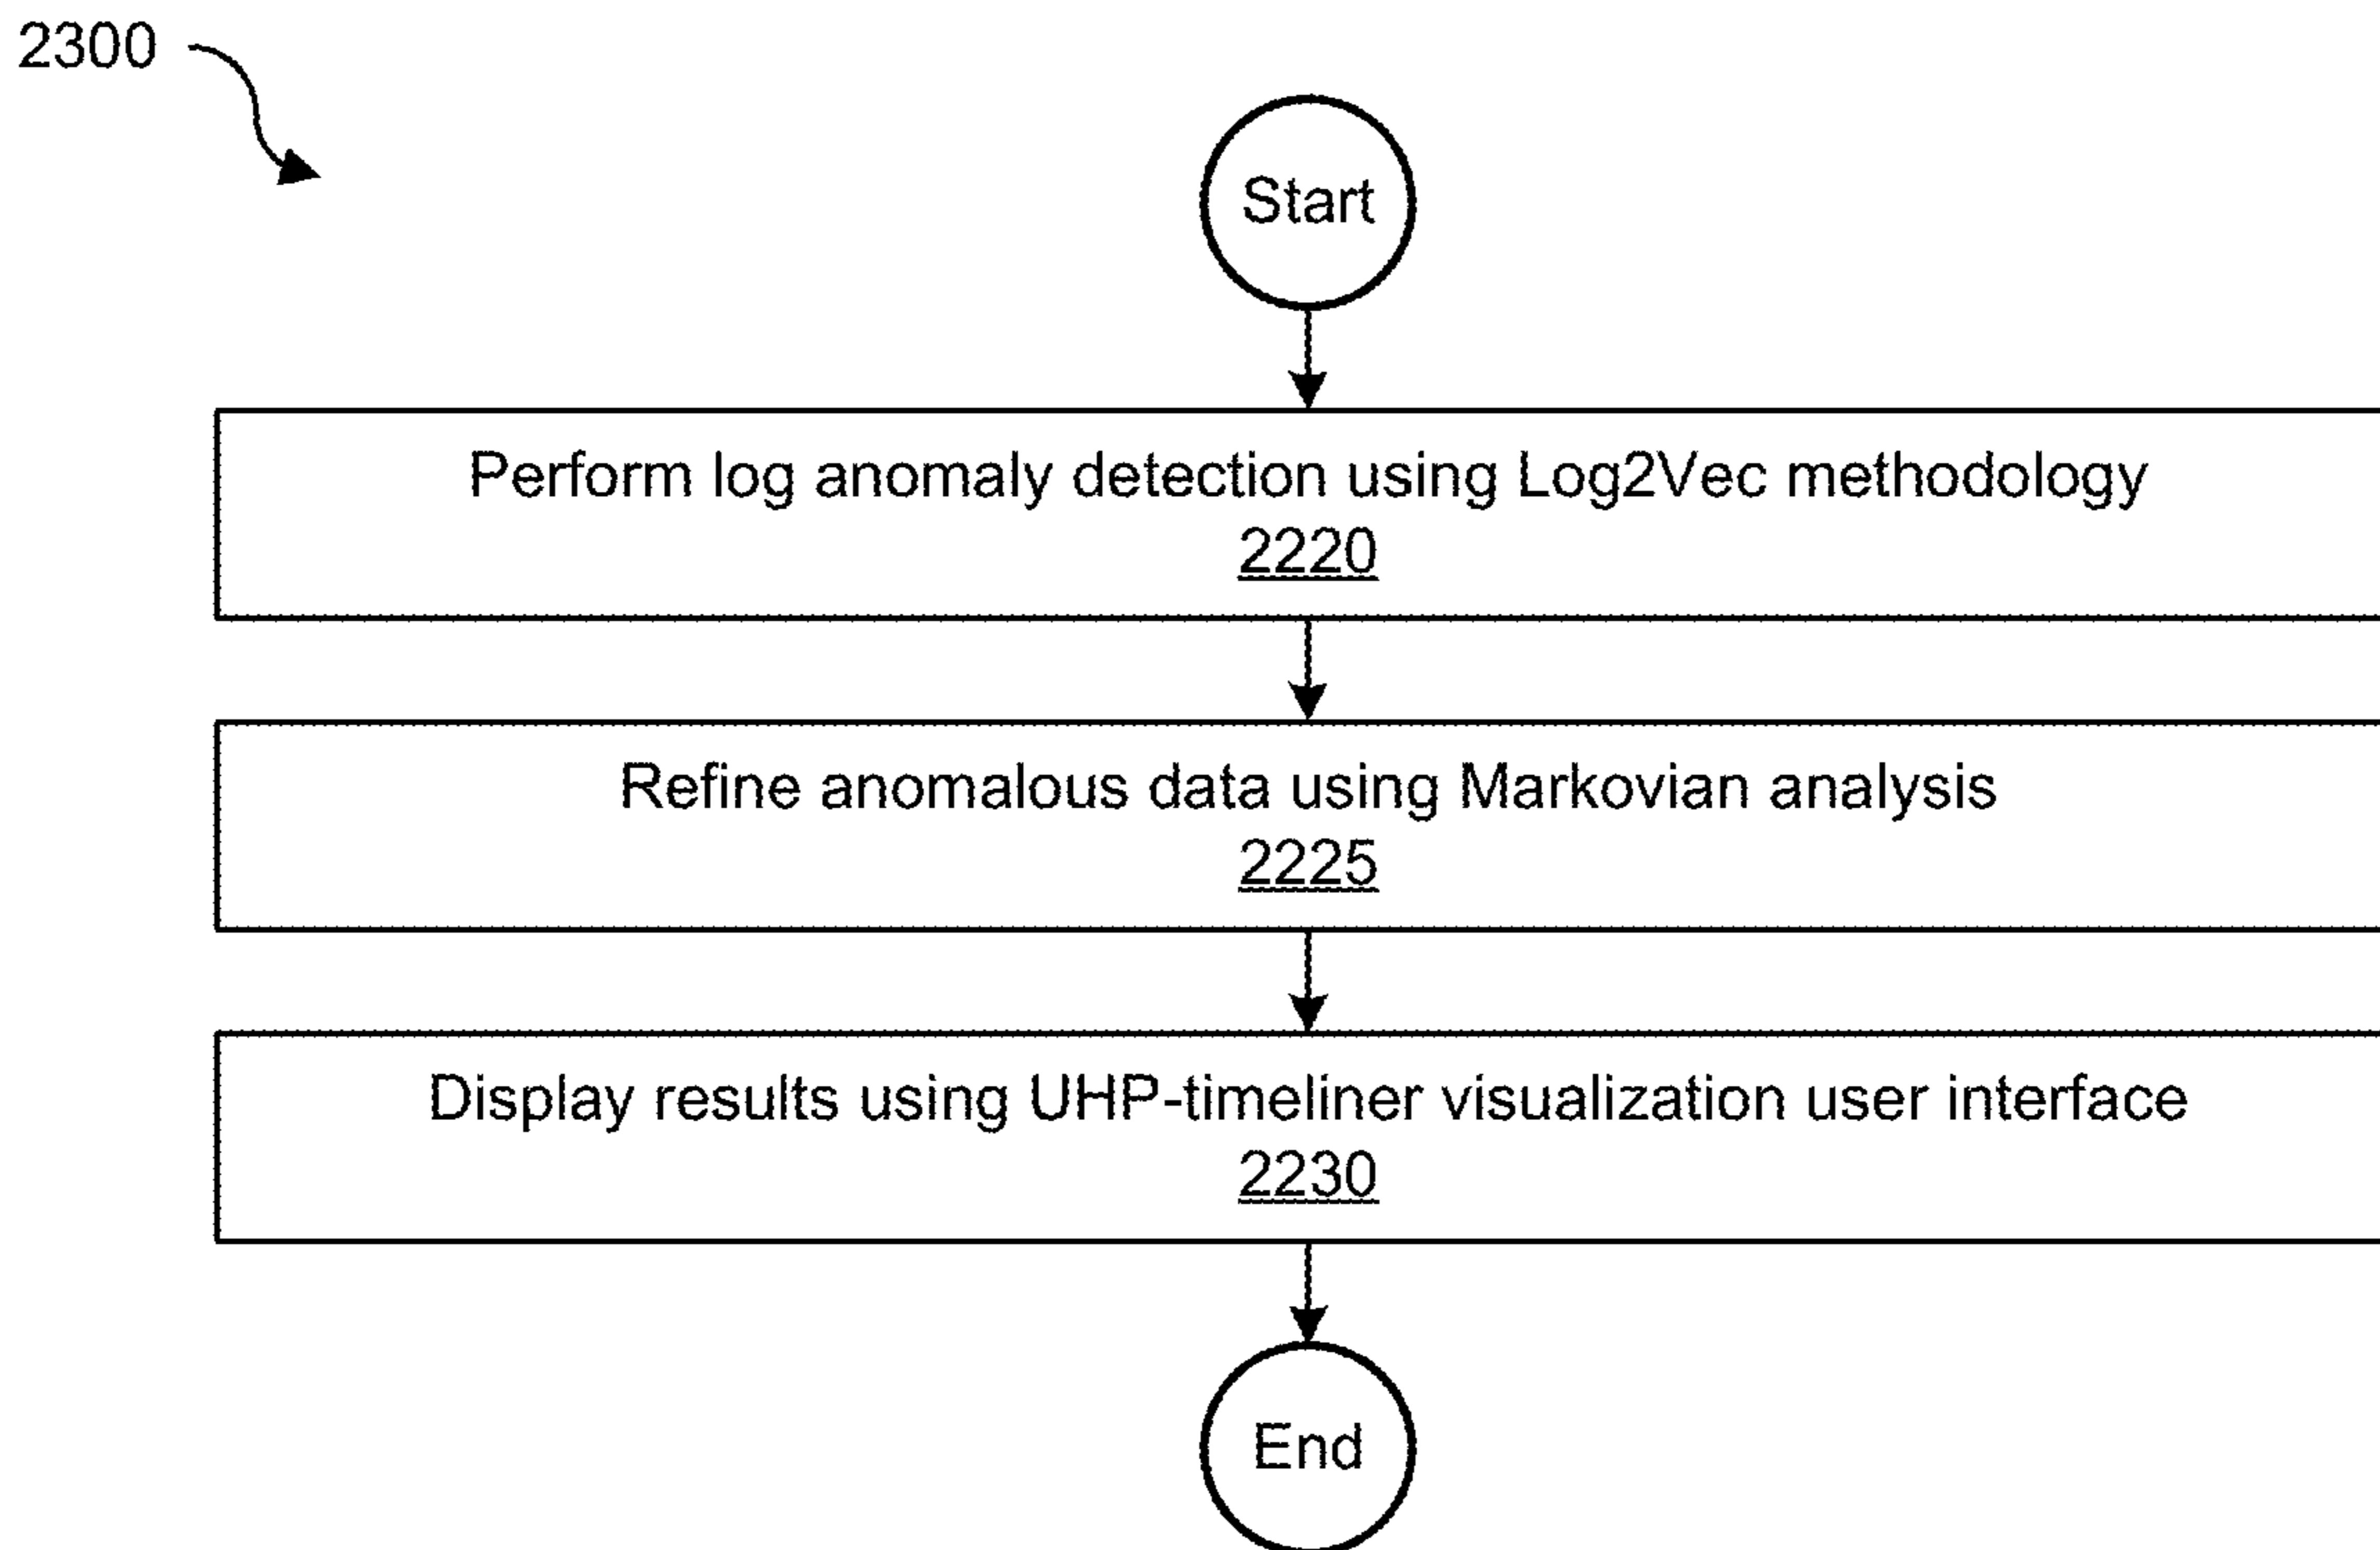 2300
Start
Perform log anomaly detection using Log2Vec methodology
2220
Refine anomalous data using Markovian analysis
2225
Display results using UHP-timeliner visualization user interface
2230
End